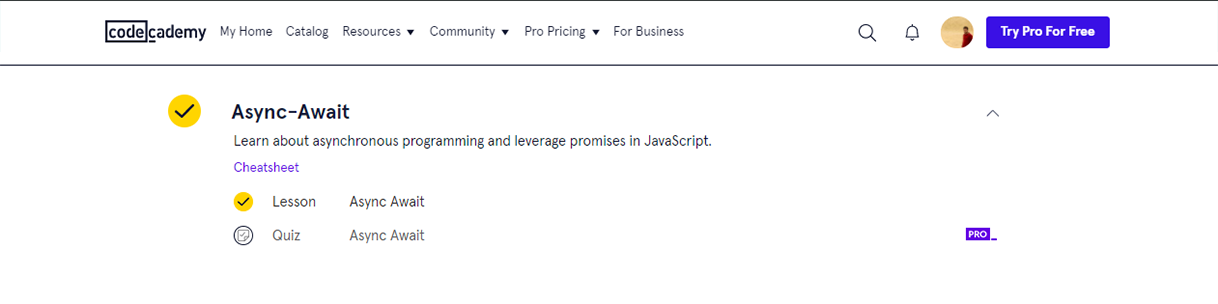 codecademy My Home Catalog Resources Community Pro Pricing For Business Try Pro For Free
Async-Await
Learn about asynchronous programming and leverage promises in JavaScript.
Cheatsheet
Lesson Async Await
Quiz Async Await PRO_